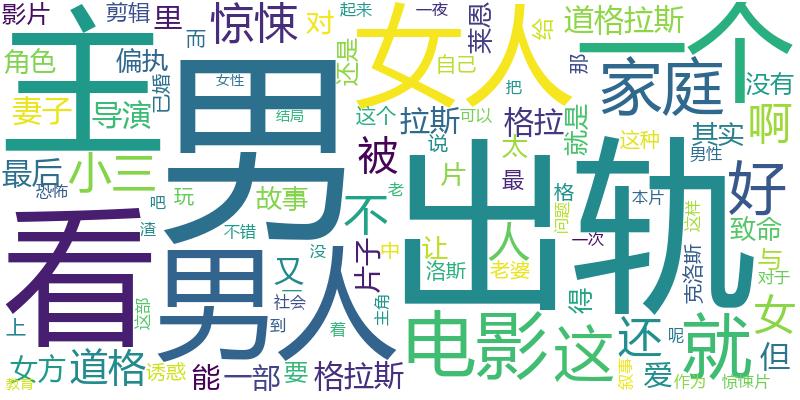 影片
剪辑
里
惊悚
对
起来
一夜
莱恩
给
道格拉斯
一个
主
而
还是
自己
女人
那
把
家庭
没有
角色
偏执
已婚
男
女性
结局
妻子
导演
这个
拉斯
格拉
就是
这种
其实
啊
最后
小三
被
说
太
男性
恐怖
吧
玩
故事
不
片
最
格
本片
好
看
渣
不错
老
出轨
问题
这样
致命
男人
没
片子
中
让
人
一次
克洛斯
与
又
洛斯
老婆
得
对于
这部
社会
主角
上
到
着
电影
这
还
就
女
女方
道格
诱惑
能
一部
要
格拉斯
叙事
爱
呢
但
教育
作为
惊悚片
可以